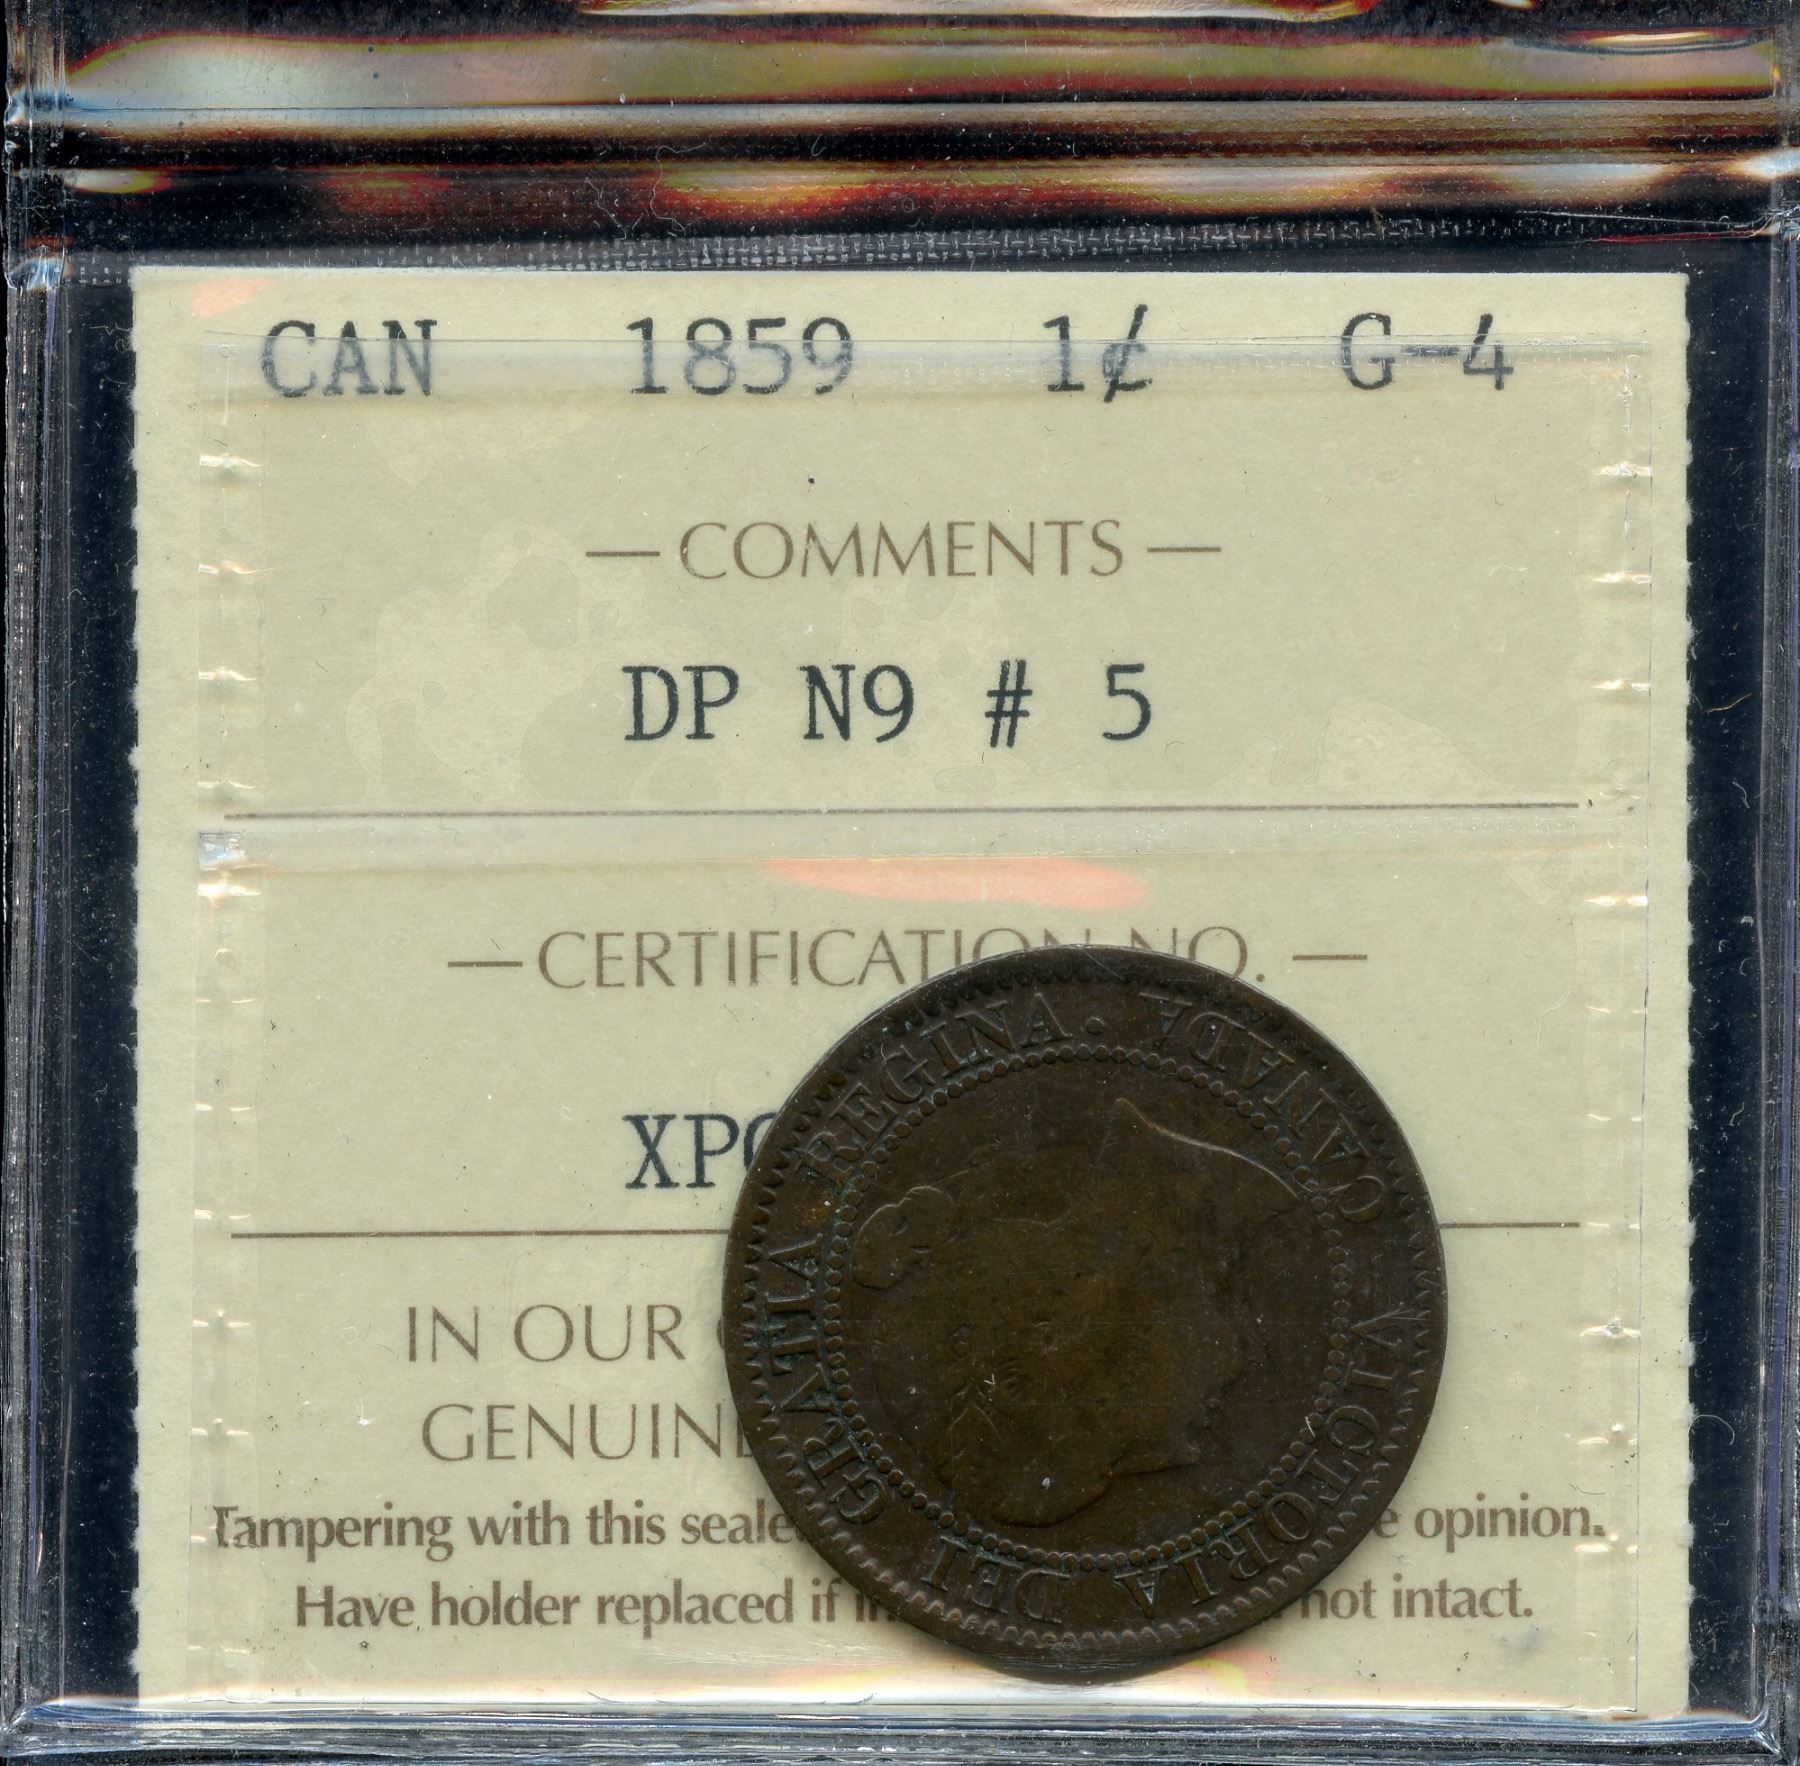 CAN 1859 1¢ G-4
— COMMENTS —
DP N9 # 5
— CERTIFICATION NO. —
XP
IN OUR
GENUINE
Tampering with this seale e opinion.
Have holder replaced if in not intact.
VICTORIA DEI GRATIA REGINA. CANADA